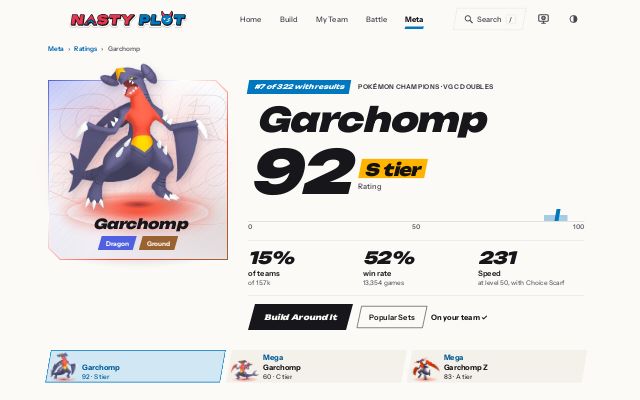 NASTY PLOT
Home
Build
My Team
Battle
Meta
Search /
Meta › Ratings › Garchomp
#7 of 322 with results
POKÉMON CHAMPIONS · VGC DOUBLES
Garchomp
92
S tier
Rating
0
50
100
Garchomp
Dragon
Ground
15%
of teams
of 157k
52%
win rate
13,354 games
231
Speed
at level 50, with Choice Scarf
Build Around It
Popular Sets
On your team ✓
Garchomp
92 · S tier
Mega
Garchomp
60 · C tier
Mega
Garchomp Z
83 · A tier